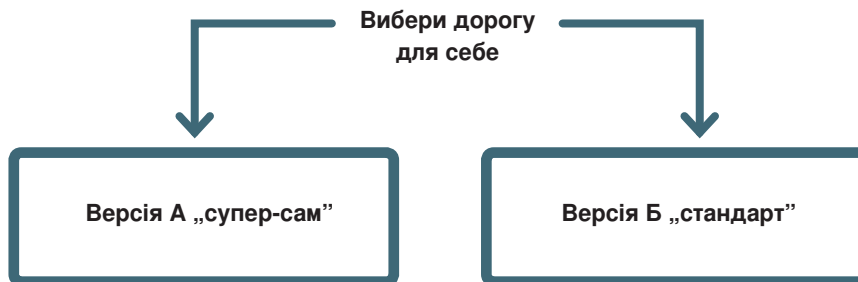 Вибери дорогу
для себе
Версія А „супер-сам”
Версія Б „стандарт”